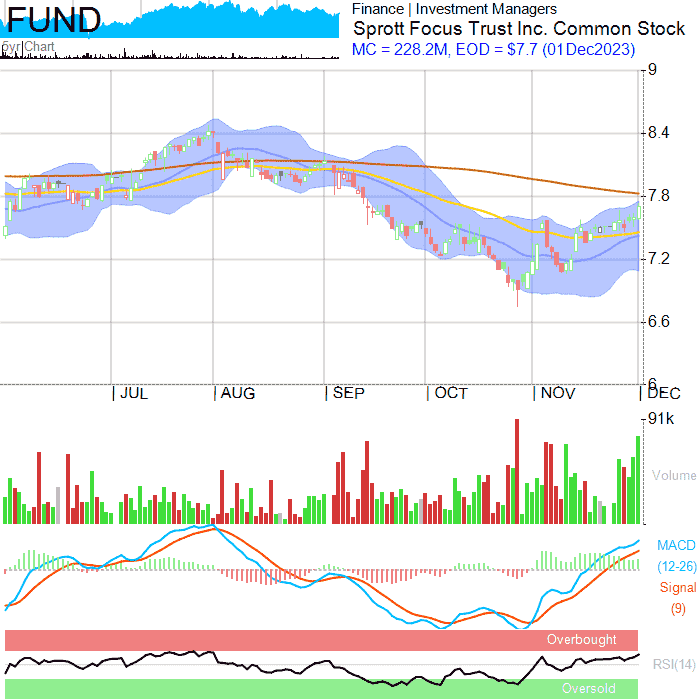 FUND
5yr Chart
Finance | Investment Managers
Sprott Focus Trust Inc. Common Stock
MC = 228.2M, EOD = $7.7 (01Dec2023)
9
8.4
7.8
7.2
6.6
6
JUL AUG SEP OCT NOV DEC
91k
Volume
MACD
(12-26)
Signal
(9)
Overbought
RSI(14)
Oversold